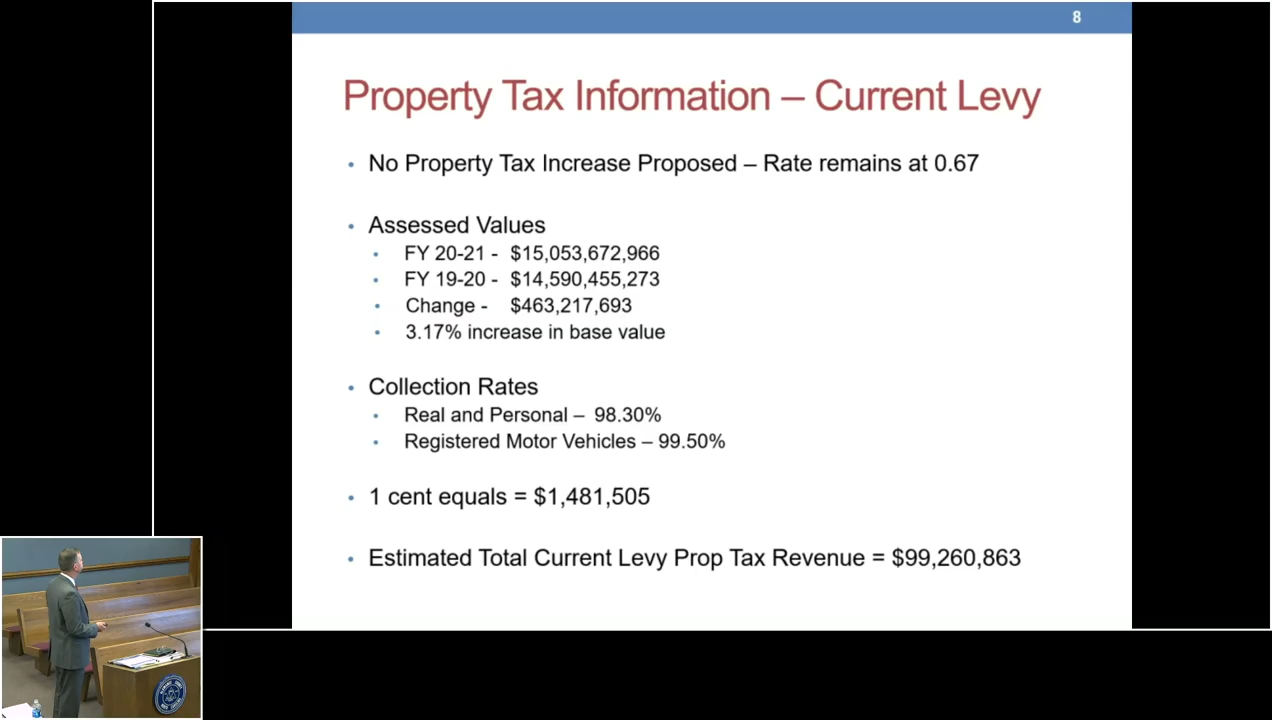 8
Property Tax Information – Current Levy
• No Property Tax Increase Proposed – Rate remains at 0.67
• Assessed Values
• FY 20-21 - $15,053,672,966
• FY 19-20 - $14,590,455,273
• Change - $463,217,693
• 3.17% increase in base value
• Collection Rates
• Real and Personal – 98.30%
• Registered Motor Vehicles – 99.50%
• 1 cent equals = $1,481,505
• Estimated Total Current Levy Prop Tax Revenue = $99,260,863